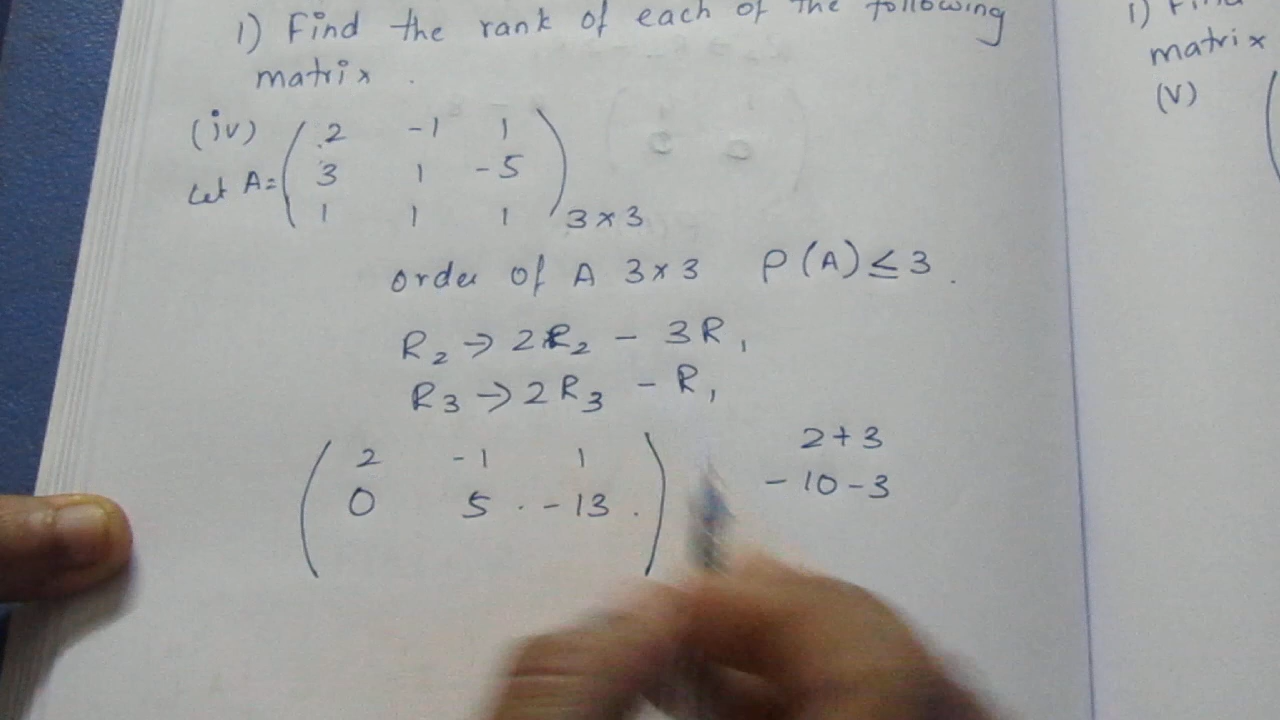 1) Find the rank of each of the following
matrix.
(iv) Let A = ( 2 -1 1
3 1 -5
1 1 1 ) 3×3
order of A 3×3 ρ(A) ≤ 3.
R2 → 2R2 - 3R1
R3 → 2R3 - R1
( 2 -1 1
0 5 -13 )
2+3
-10-3
1)
matrix
(V) (